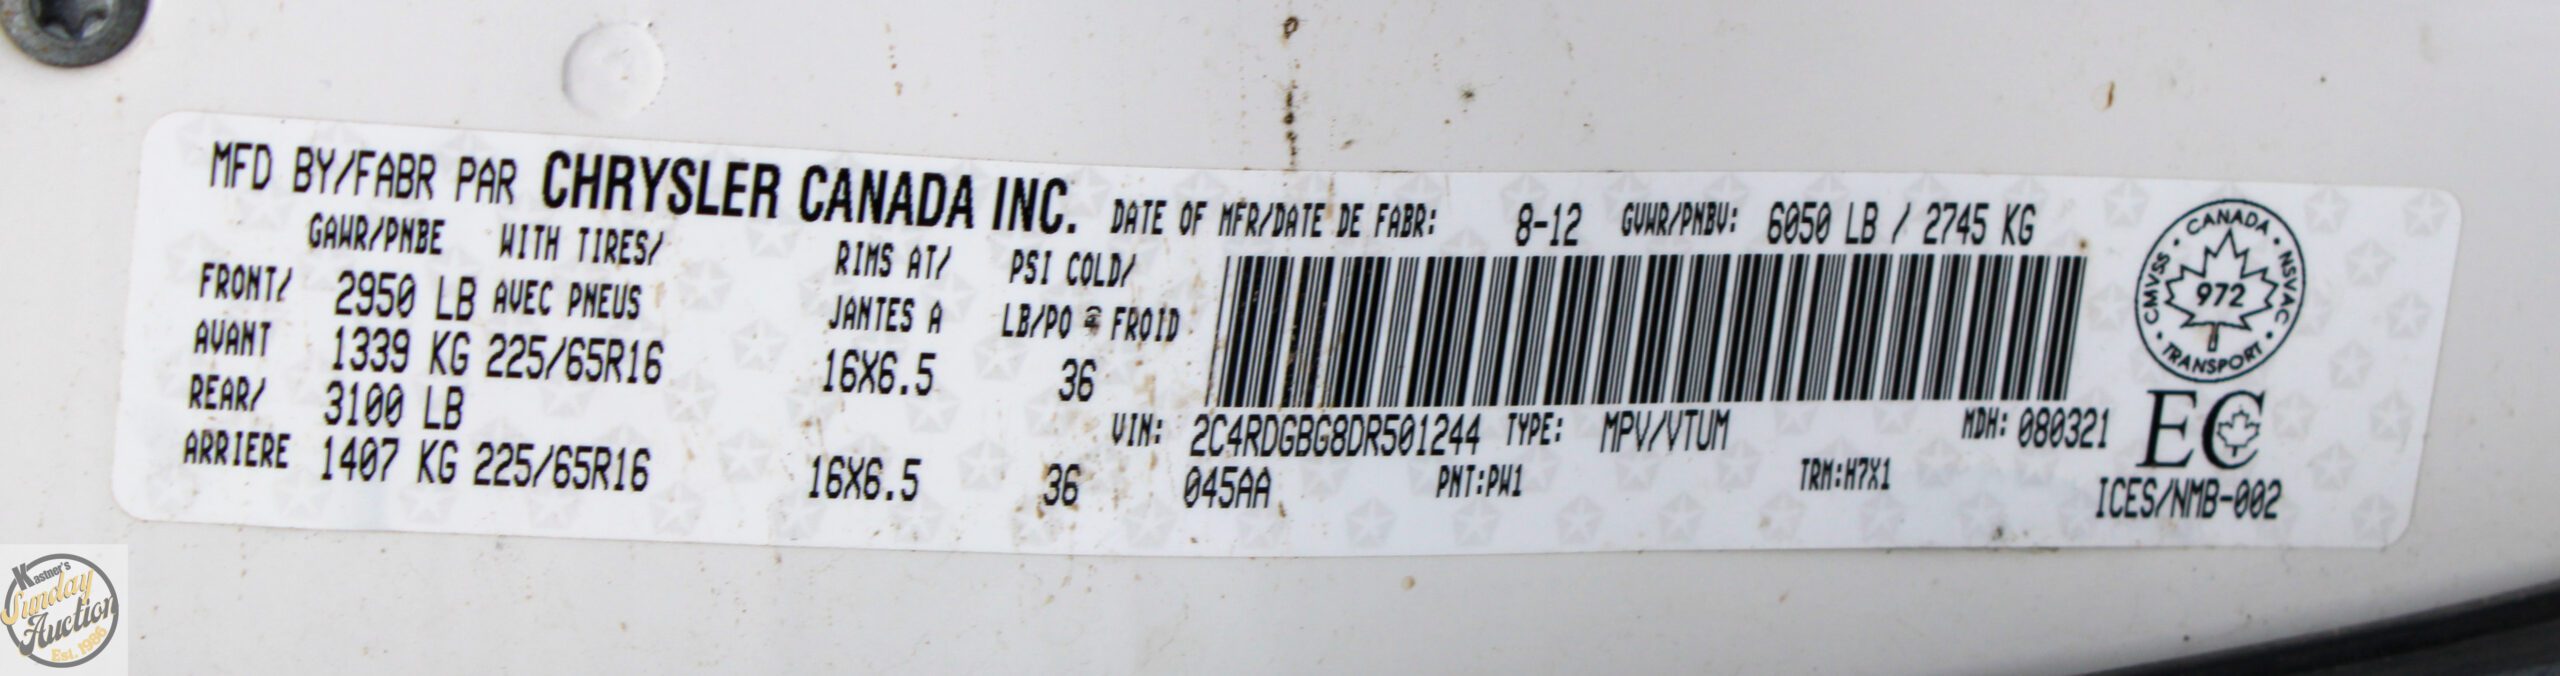 MFD BY/FABR PAR CHRYSLER CANADA INC. DATE OF MFR/DATE DE FABR: 8-12 GVWR/PNBV: 6050 LB / 2745 KG
GAWR/PNBE WITH TIRES/ RIMS AT/ PSI COLD/
FRONT/ 2950 LB AVEC PNEUS JANTES A LB/PO² FROID
AVANT 1339 KG 225/65R16 16X6.5 36
REAR/ 3100 LB
ARRIERE 1407 KG 225/65R16 16X6.5 36
VIN: 2C4RDGBG8DR501244 TYPE: MPV/VTUM MDH: 080321
045AA PNT:PW1 TRM:H7X1
CANADA • NSVAC • TRANSPORT • CMVSS •
972
EC
ICES/NMB-002
Kastner's
Sunday
Auction
Est. 1986